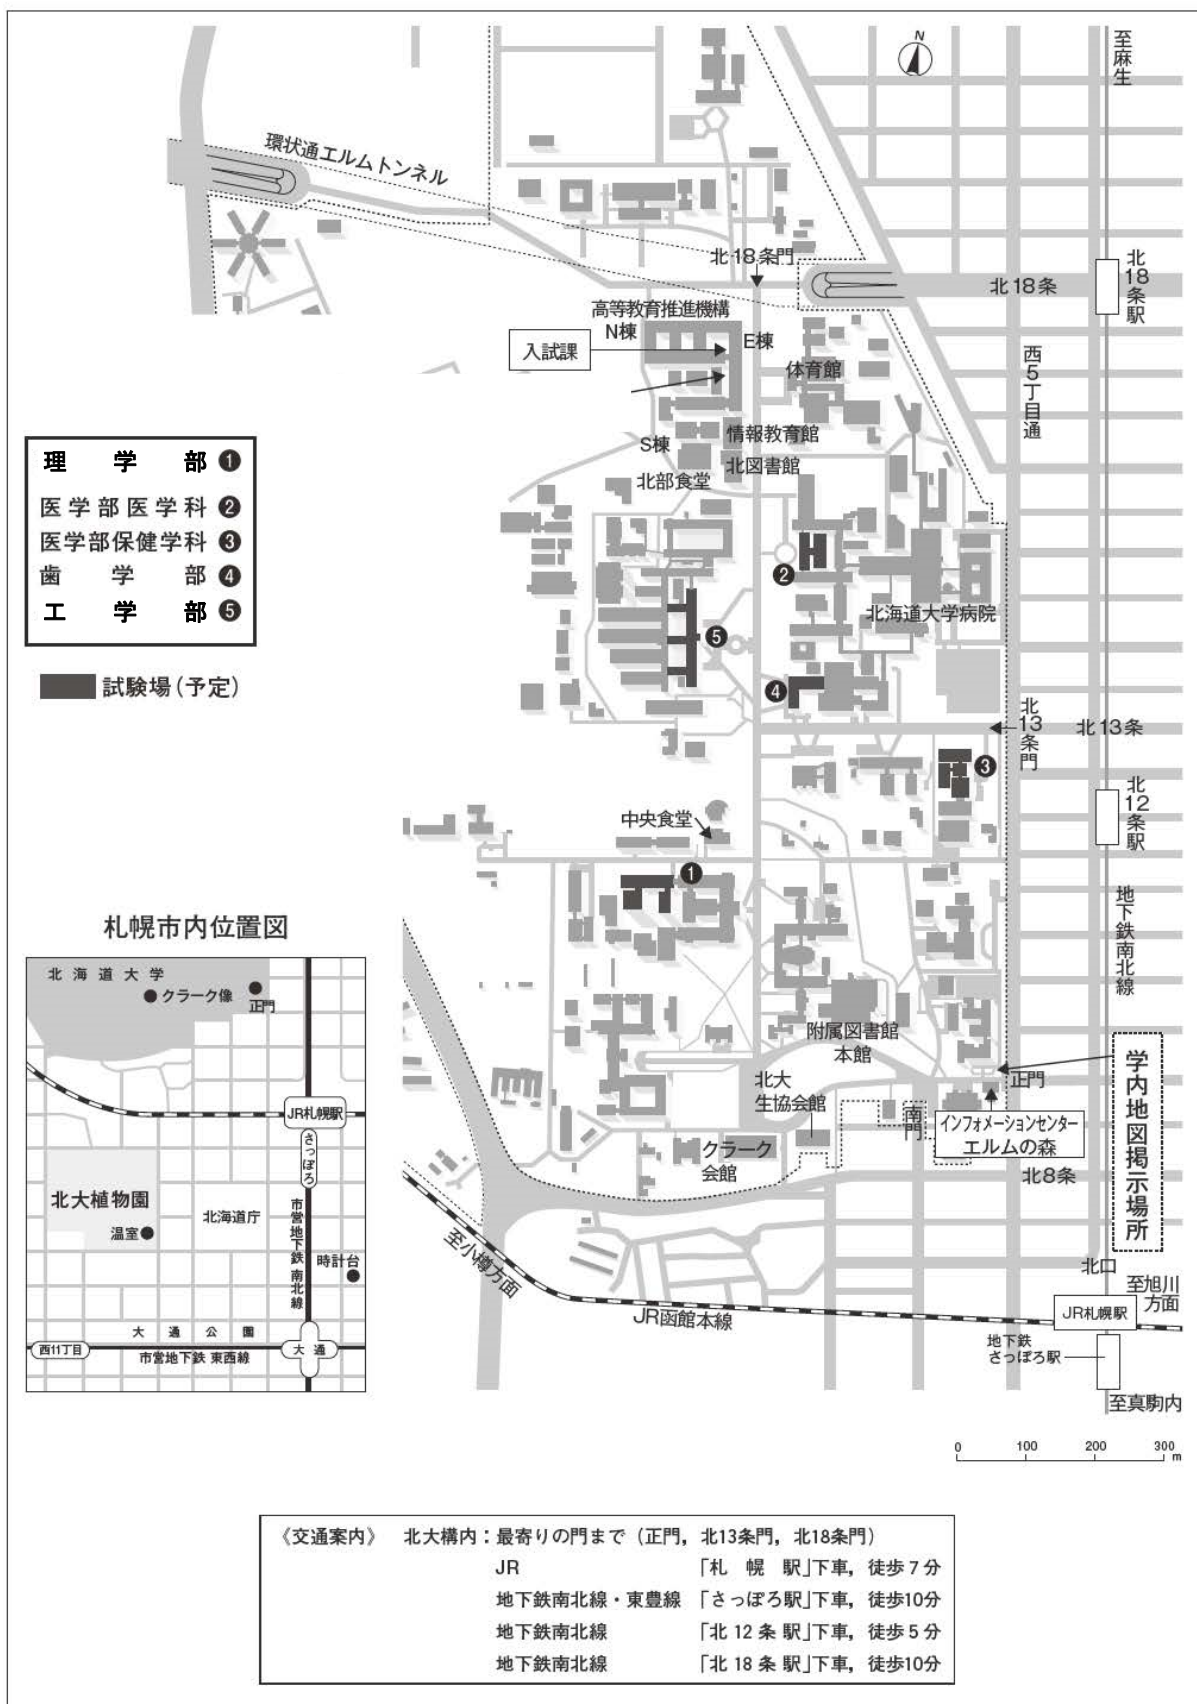 N
至麻生
環状通エルムトンネル
北18条門
北18条
北18条駅
高等教育推進機構
N棟
E棟
入試課
体育館
西5丁目通
情報教育館
S棟
北図書館
北部食堂
理学部 ❶
医学部医学科 ❷
医学部保健学科 ❸
歯学部 ❹
工学部 ❺
試験場(予定)
❷
北海道大学病院
❺
❹
北13条門
北13条
❸
北12条駅
中央食堂
❶
地下鉄南北線
附属図書館
本館
学内地図掲示場所
正門
北大
生協会館
南門
インフォメーションセンター
エルムの森
クラーク
会館
北8条
至小樽方面
北口
至旭川
方面
JR札幌駅
JR函館本線
地下鉄
さっぽろ駅
至真駒内
0 100 200 300
m
札幌市内位置図
北海道大学
クラーク像
正門
JR札幌駅
さっぽろ
北大植物園
北海道庁
温室
市営地下鉄 南北線
時計台
大通公園
西11丁目
市営地下鉄 東西線
大通
《交通案内》 北大構内：最寄りの門まで（正門，北13条門，北18条門）
JR 「札幌駅」下車，徒歩7分
地下鉄南北線・東豊線 「さっぽろ駅」下車，徒歩10分
地下鉄南北線 「北12条駅」下車，徒歩5分
地下鉄南北線 「北18条駅」下車，徒歩10分